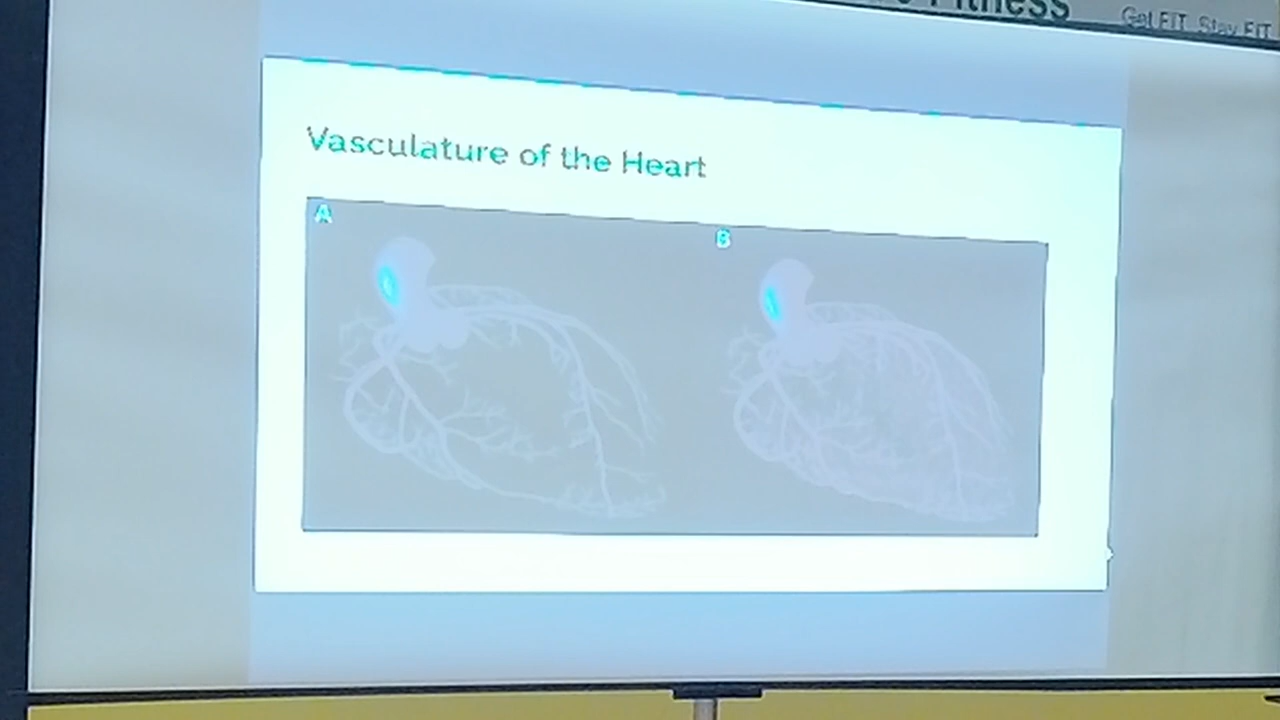 Fitness
Get FIT Stay FIT
Vasculature of the Heart
A
B